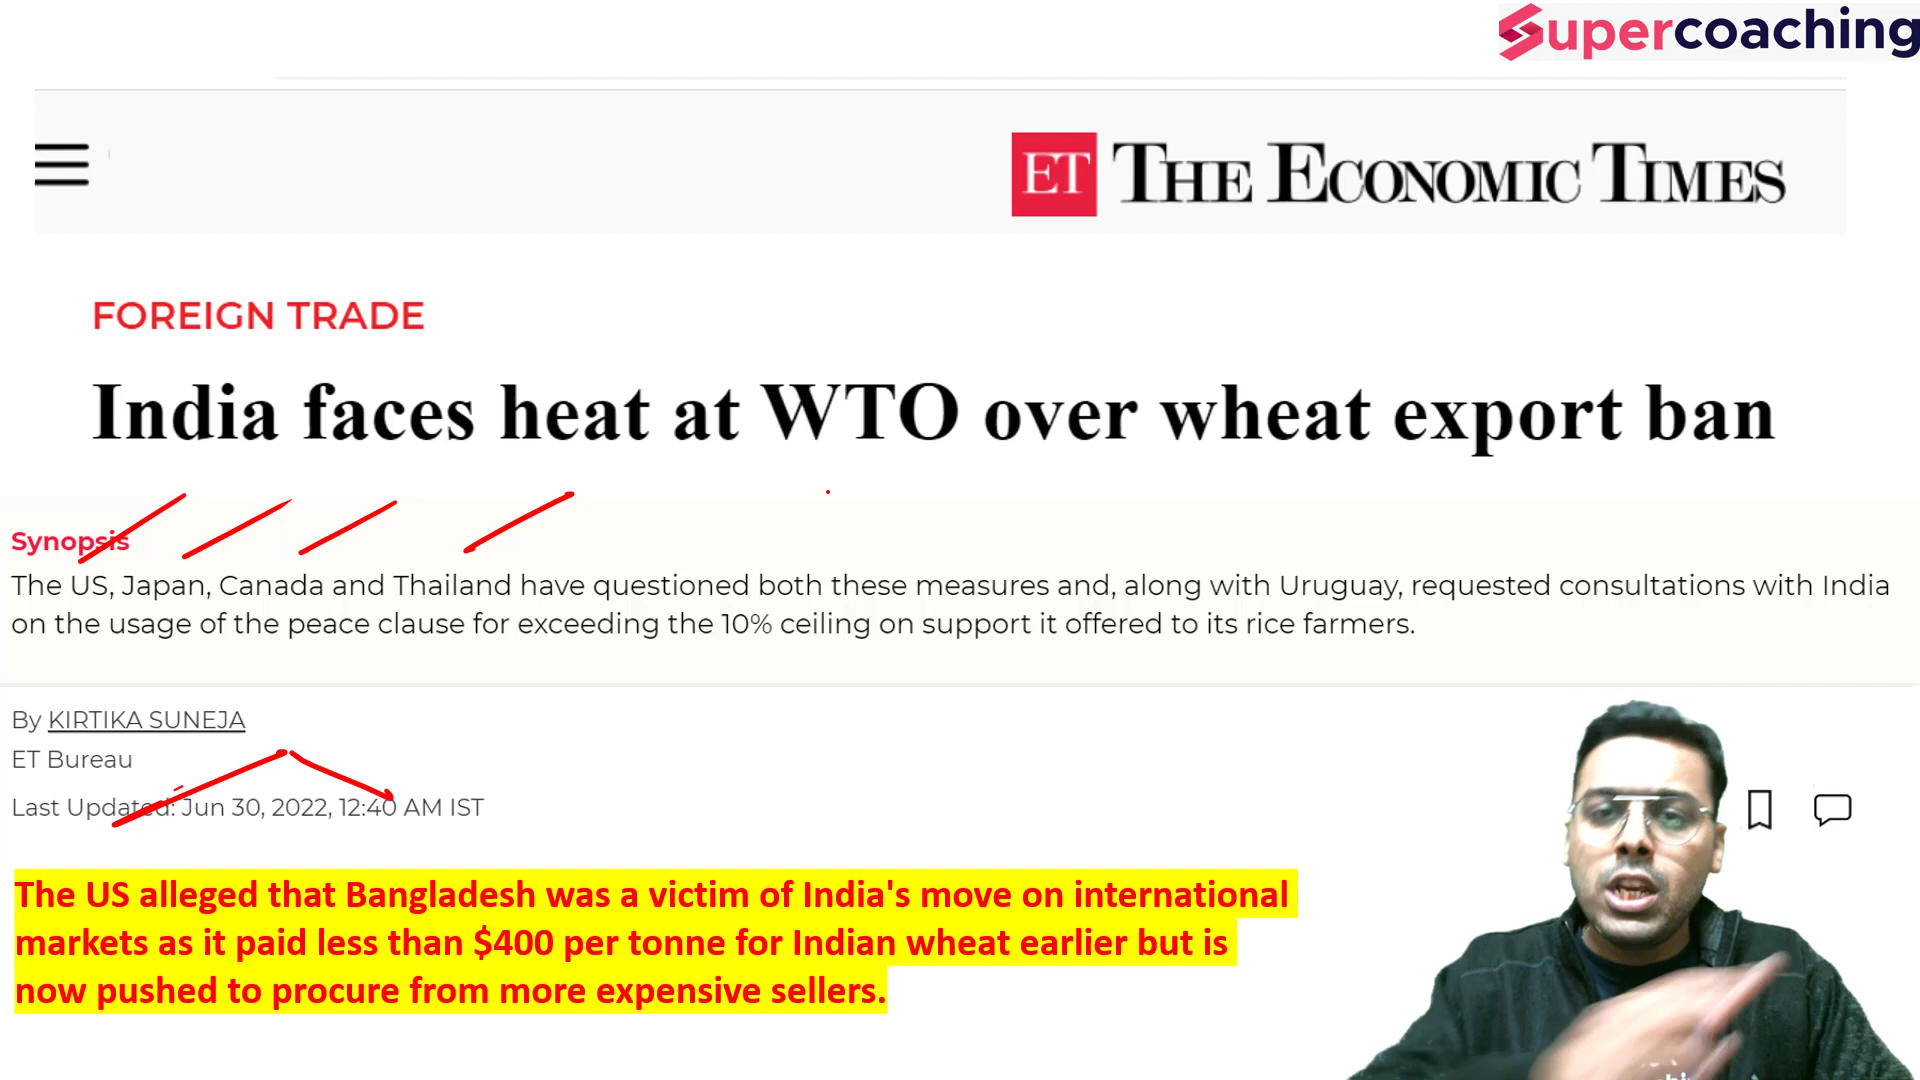 Supercoaching
ET THE ECONOMIC TIMES
FOREIGN TRADE
India faces heat at WTO over wheat export ban
Synopsis
The US, Japan, Canada and Thailand have questioned both these measures and, along with Uruguay, requested consultations with India
on the usage of the peace clause for exceeding the 10% ceiling on support it offered to its rice farmers.
By KIRTIKA SUNEJA
ET Bureau
Last Updated: Jun 30, 2022, 12:40 AM IST
The US alleged that Bangladesh was a victim of India's move on international
markets as it paid less than $400 per tonne for Indian wheat earlier but is
now pushed to procure from more expensive sellers.